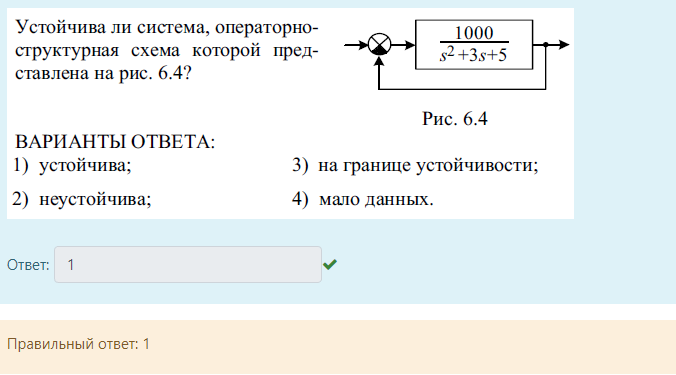 Устойчива ли система, операторно-
структурная схема которой пред-
ставлена на рис. 6.4?
1000
s²+3s+5
Рис. 6.4
ВАРИАНТЫ ОТВЕТА:
1) устойчива;
3) на границе устойчивости;
2) неустойчива;
4) мало данных.
Ответ: 1
Правильный ответ: 1